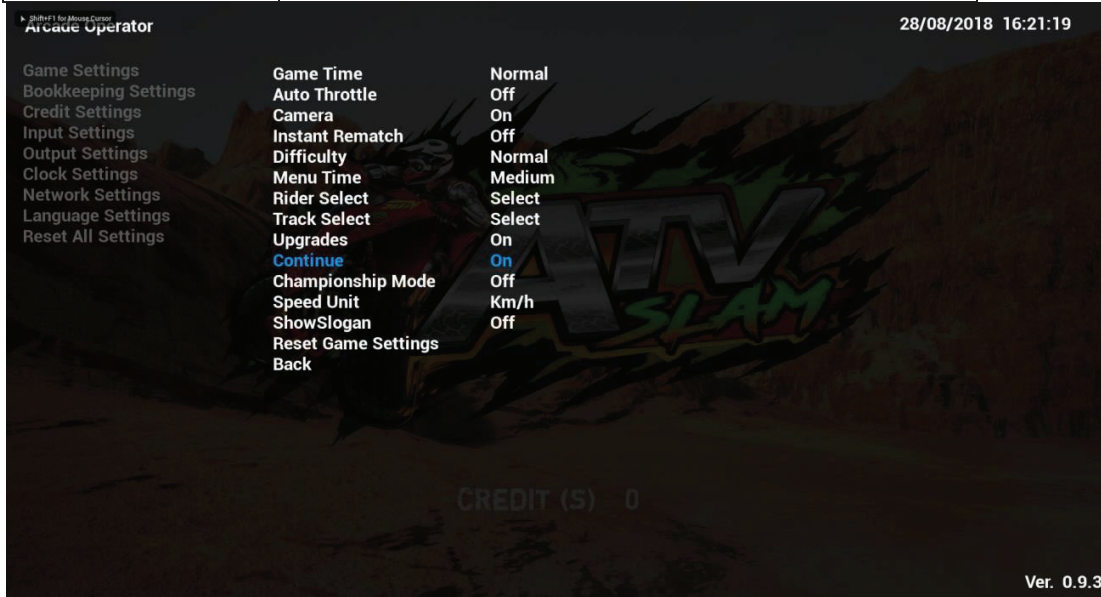 Shift+F1 for Mouse Cursor
Arcade Operator
28/08/2018 16:21:19
Game Settings
Bookkeeping Settings
Credit Settings
Input Settings
Output Settings
Clock Settings
Network Settings
Language Settings
Reset All Settings
Game Time Normal
Auto Throttle Off
Camera On
Instant Rematch Off
Difficulty Normal
Menu Time Medium
Rider Select Select
Track Select Select
Upgrades On
Continue On
Championship Mode Off
Speed Unit Km/h
ShowSlogan Off
Reset Game Settings
Back
ATV
SLAM
CREDIT (S) 0
Ver. 0.9.3